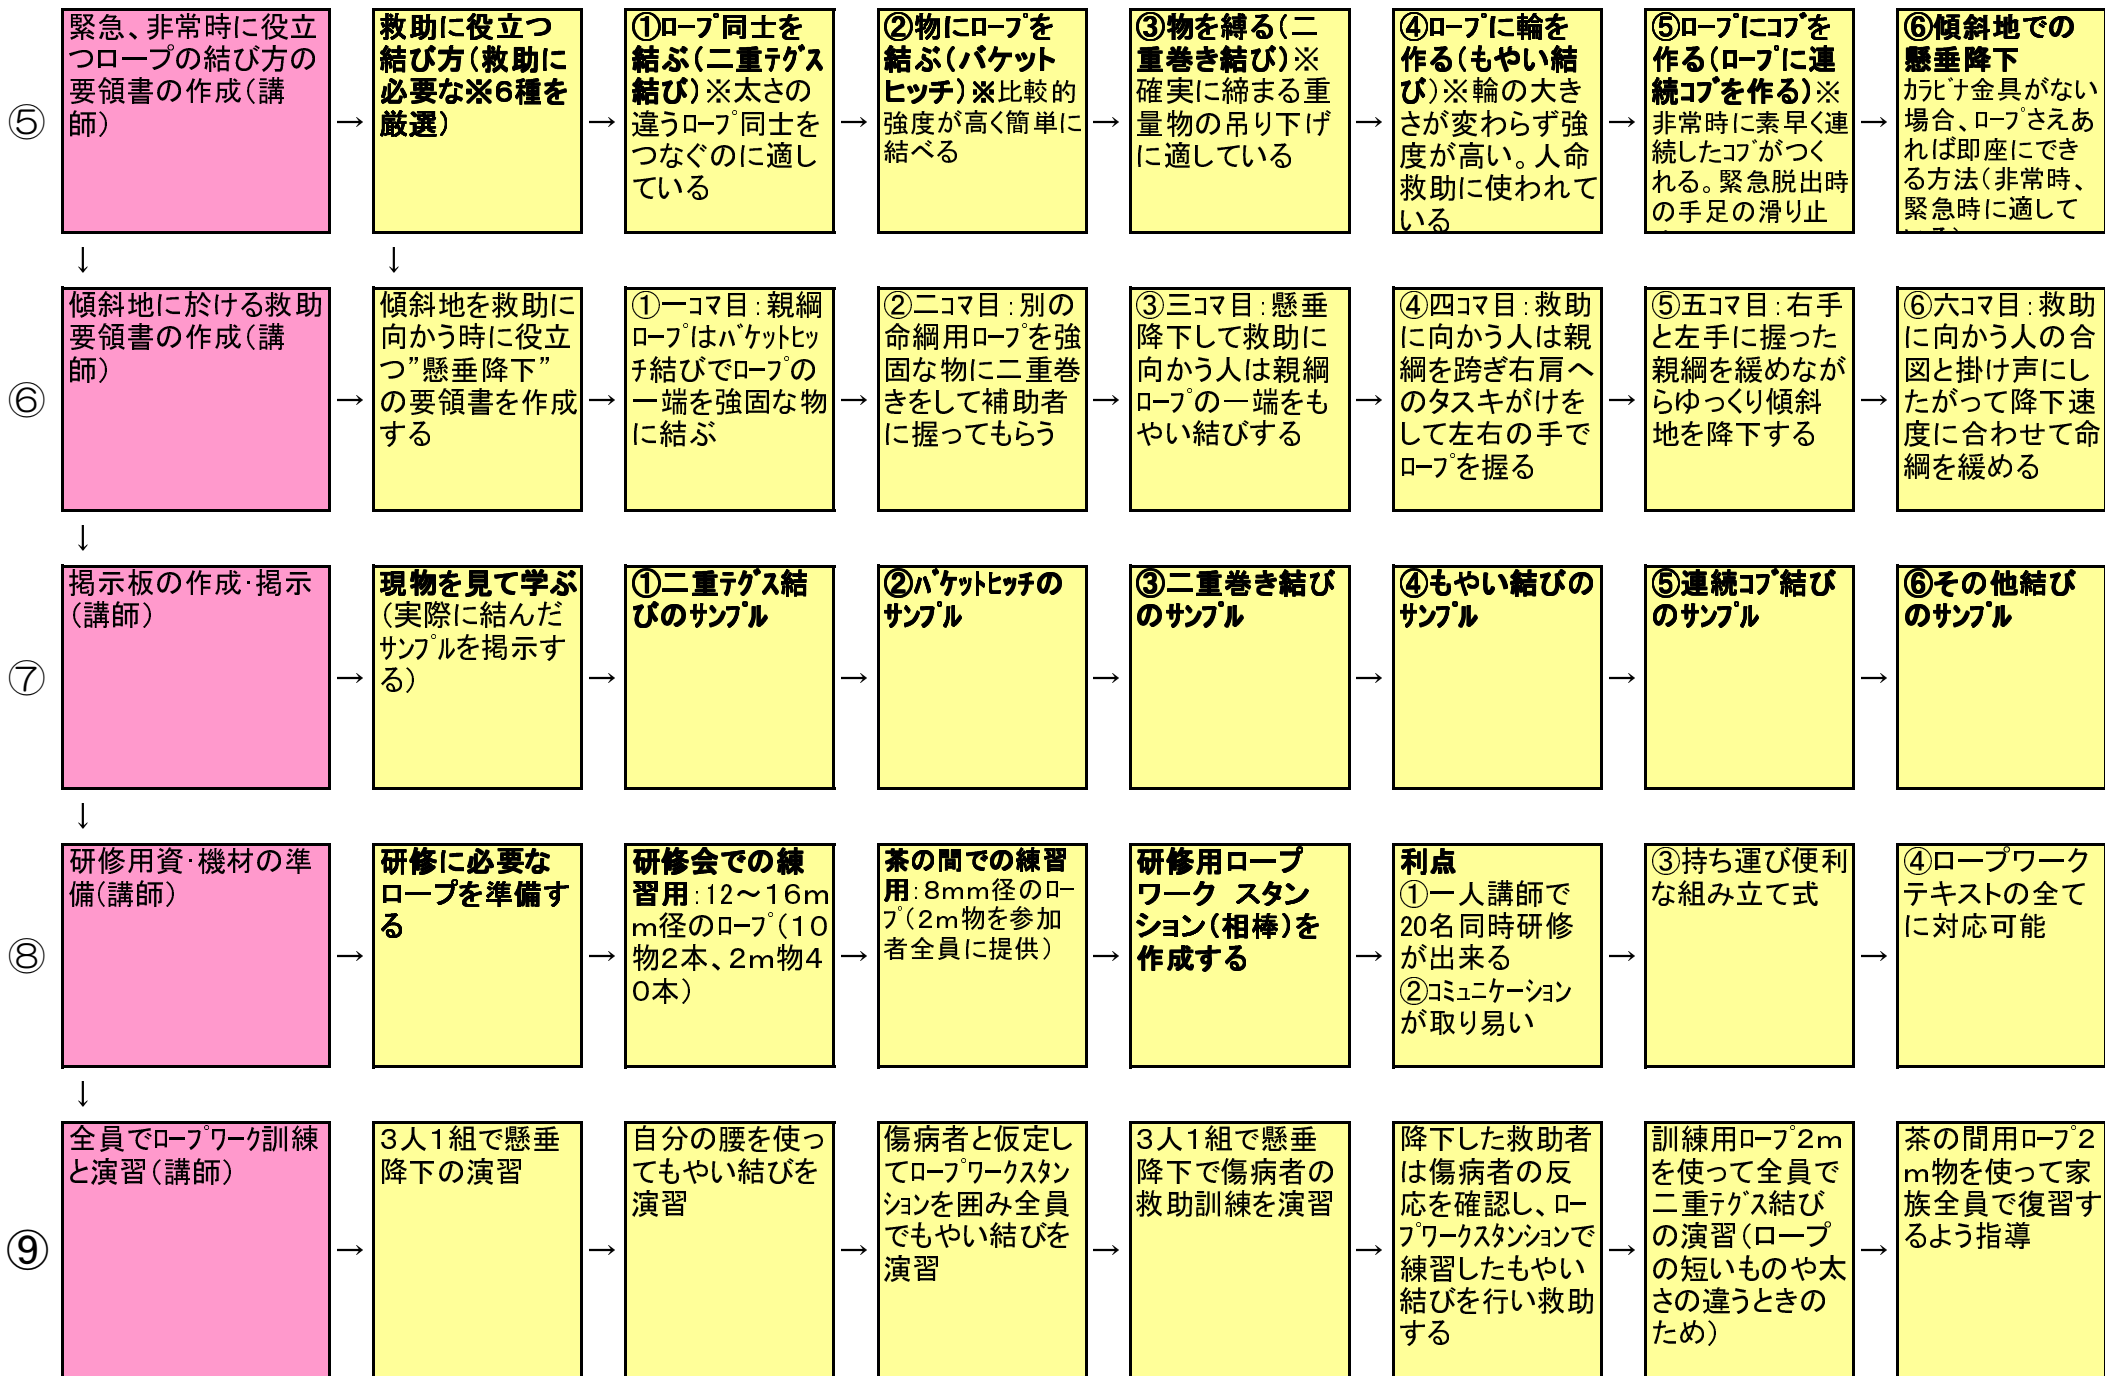 ⑤
緊急、非常時に役立
つロープの結び方の
要領書の作成(講
師)
→
救助に役立つ
結び方(救助に
必要な※6種を
厳選)
→
①ﾛｰﾌﾟ同士を
結ぶ(二重ﾃｸﾞｽ
結び)※太さの
違うﾛｰﾌﾟ同士を
つなぐのに適し
ている
→
②物にﾛｰﾌﾟを
結ぶ(ﾊﾞｹｯﾄ
ﾋｯﾁ)※比較的
強度が高く簡単に
結べる
→
③物を縛る(二
重巻き結び)※
確実に締まる重
量物の吊り下げ
に適している
→
④ﾛｰﾌﾟに輪を
作る(もやい結
び)※輪の大き
さが変わらず強
度が高い。人命
救助に使われて
いる
→
⑤ﾛｰﾌﾟにｺﾌﾞを
作る(ﾛｰﾌﾟに連
続ｺﾌﾞを作る)※
非常時に素早く連
続したｺﾌﾞがつく
れる。緊急脱出時
の手足の滑り止
→
⑥傾斜地での
懸垂降下
ｶﾗﾋﾞﾅ金具がない
場合、ﾛｰﾌﾟさえあ
れば即座にでき
る方法(非常時、
緊急時に適して
↓
↓
⑥
傾斜地に於ける救助
要領書の作成(講
師)
→
傾斜地を救助に
向かう時に役立
つ”懸垂降下”
の要領書を作成
する
→
①一ｺﾏ目:親綱
ﾛｰﾌﾟはﾊﾞｹｯﾄﾋｯ
ﾁ結びでﾛｰﾌﾟの
一端を強固な物
に結ぶ
→
②二ｺﾏ目:別の
命綱用ﾛｰﾌﾟを強
固な物に二重巻
きをして補助者
に握ってもらう
→
③三ｺﾏ目:懸垂
降下して救助に
向かう人は親綱
ﾛｰﾌﾟの一端をも
やい結びする
→
④四ｺﾏ目:救助
に向かう人は親
綱を跨ぎ右肩へ
のタスキがけを
して左右の手で
ﾛｰﾌﾟを握る
→
⑤五ｺﾏ目:右手
と左手に握った
親綱を緩めなが
らゆっくり傾斜
地を降下する
→
⑥六ｺﾏ目:救助
に向かう人の合
図と掛け声にし
たがって降下速
度に合わせて命
綱を緩める
↓
⑦
掲示板の作成･掲示
(講師)
→
現物を見て学ぶ
(実際に結んだ
ｻﾝﾌﾟﾙを掲示す
る)
→
①二重ﾃｸﾞｽ結
びのｻﾝﾌﾟﾙ
→
②ﾊﾞｹｯﾄﾋｯﾁの
ｻﾝﾌﾟﾙ
→
③二重巻き結び
のｻﾝﾌﾟﾙ
→
④もやい結びの
ｻﾝﾌﾟﾙ
→
⑤連続ｺﾌﾞ結び
のｻﾝﾌﾟﾙ
→
⑥その他結び
のｻﾝﾌﾟﾙ
↓
⑧
研修用資･機材の準
備(講師)
→
研修に必要な
ロープを準備す
る
→
研修会での練
習用:12～16m
m径のﾛｰﾌﾟ(10
物2本、2m物4
0本)
→
茶の間での練習
用:8mm径のﾛｰ
ﾌﾟ(2m物を参加
者全員に提供)
→
研修用ロープ
ワーク スタン
ション(相棒)を
作成する
→
利点
①一人講師で
20名同時研修
が出来る
②ｺﾐｭﾆｹｰｼｮﾝ
が取り易い
→
③持ち運び便利
な組み立て式
→
④ロープワーク
テキストの全て
に対応可能
↓
⑨
全員でﾛｰﾌﾟﾜｰｸ訓練
と演習(講師)
→
3人1組で懸垂
降下の演習
→
自分の腰を使っ
てもやい結びを
演習
→
傷病者と仮定し
てﾛｰﾌﾟﾜｰｸｽﾀﾝ
ｼｮﾝを囲み全員
でもやい結びを
演習
→
3人1組で懸垂
降下で傷病者の
救助訓練を演習
→
降下した救助者
は傷病者の反
応を確認し、ﾛｰ
ﾌﾟﾜｰｸｽﾀﾝｼｮﾝで
練習したもやい
結びを行い救助
する
→
訓練用ﾛｰﾌﾟ2m
を使って全員で
二重ﾃｸﾞｽ結び
の演習(ロープ
の短いものや太
さの違うときの
ため)
→
茶の間用ﾛｰﾌﾟ2
m物を使って家
族全員で復習す
るよう指導